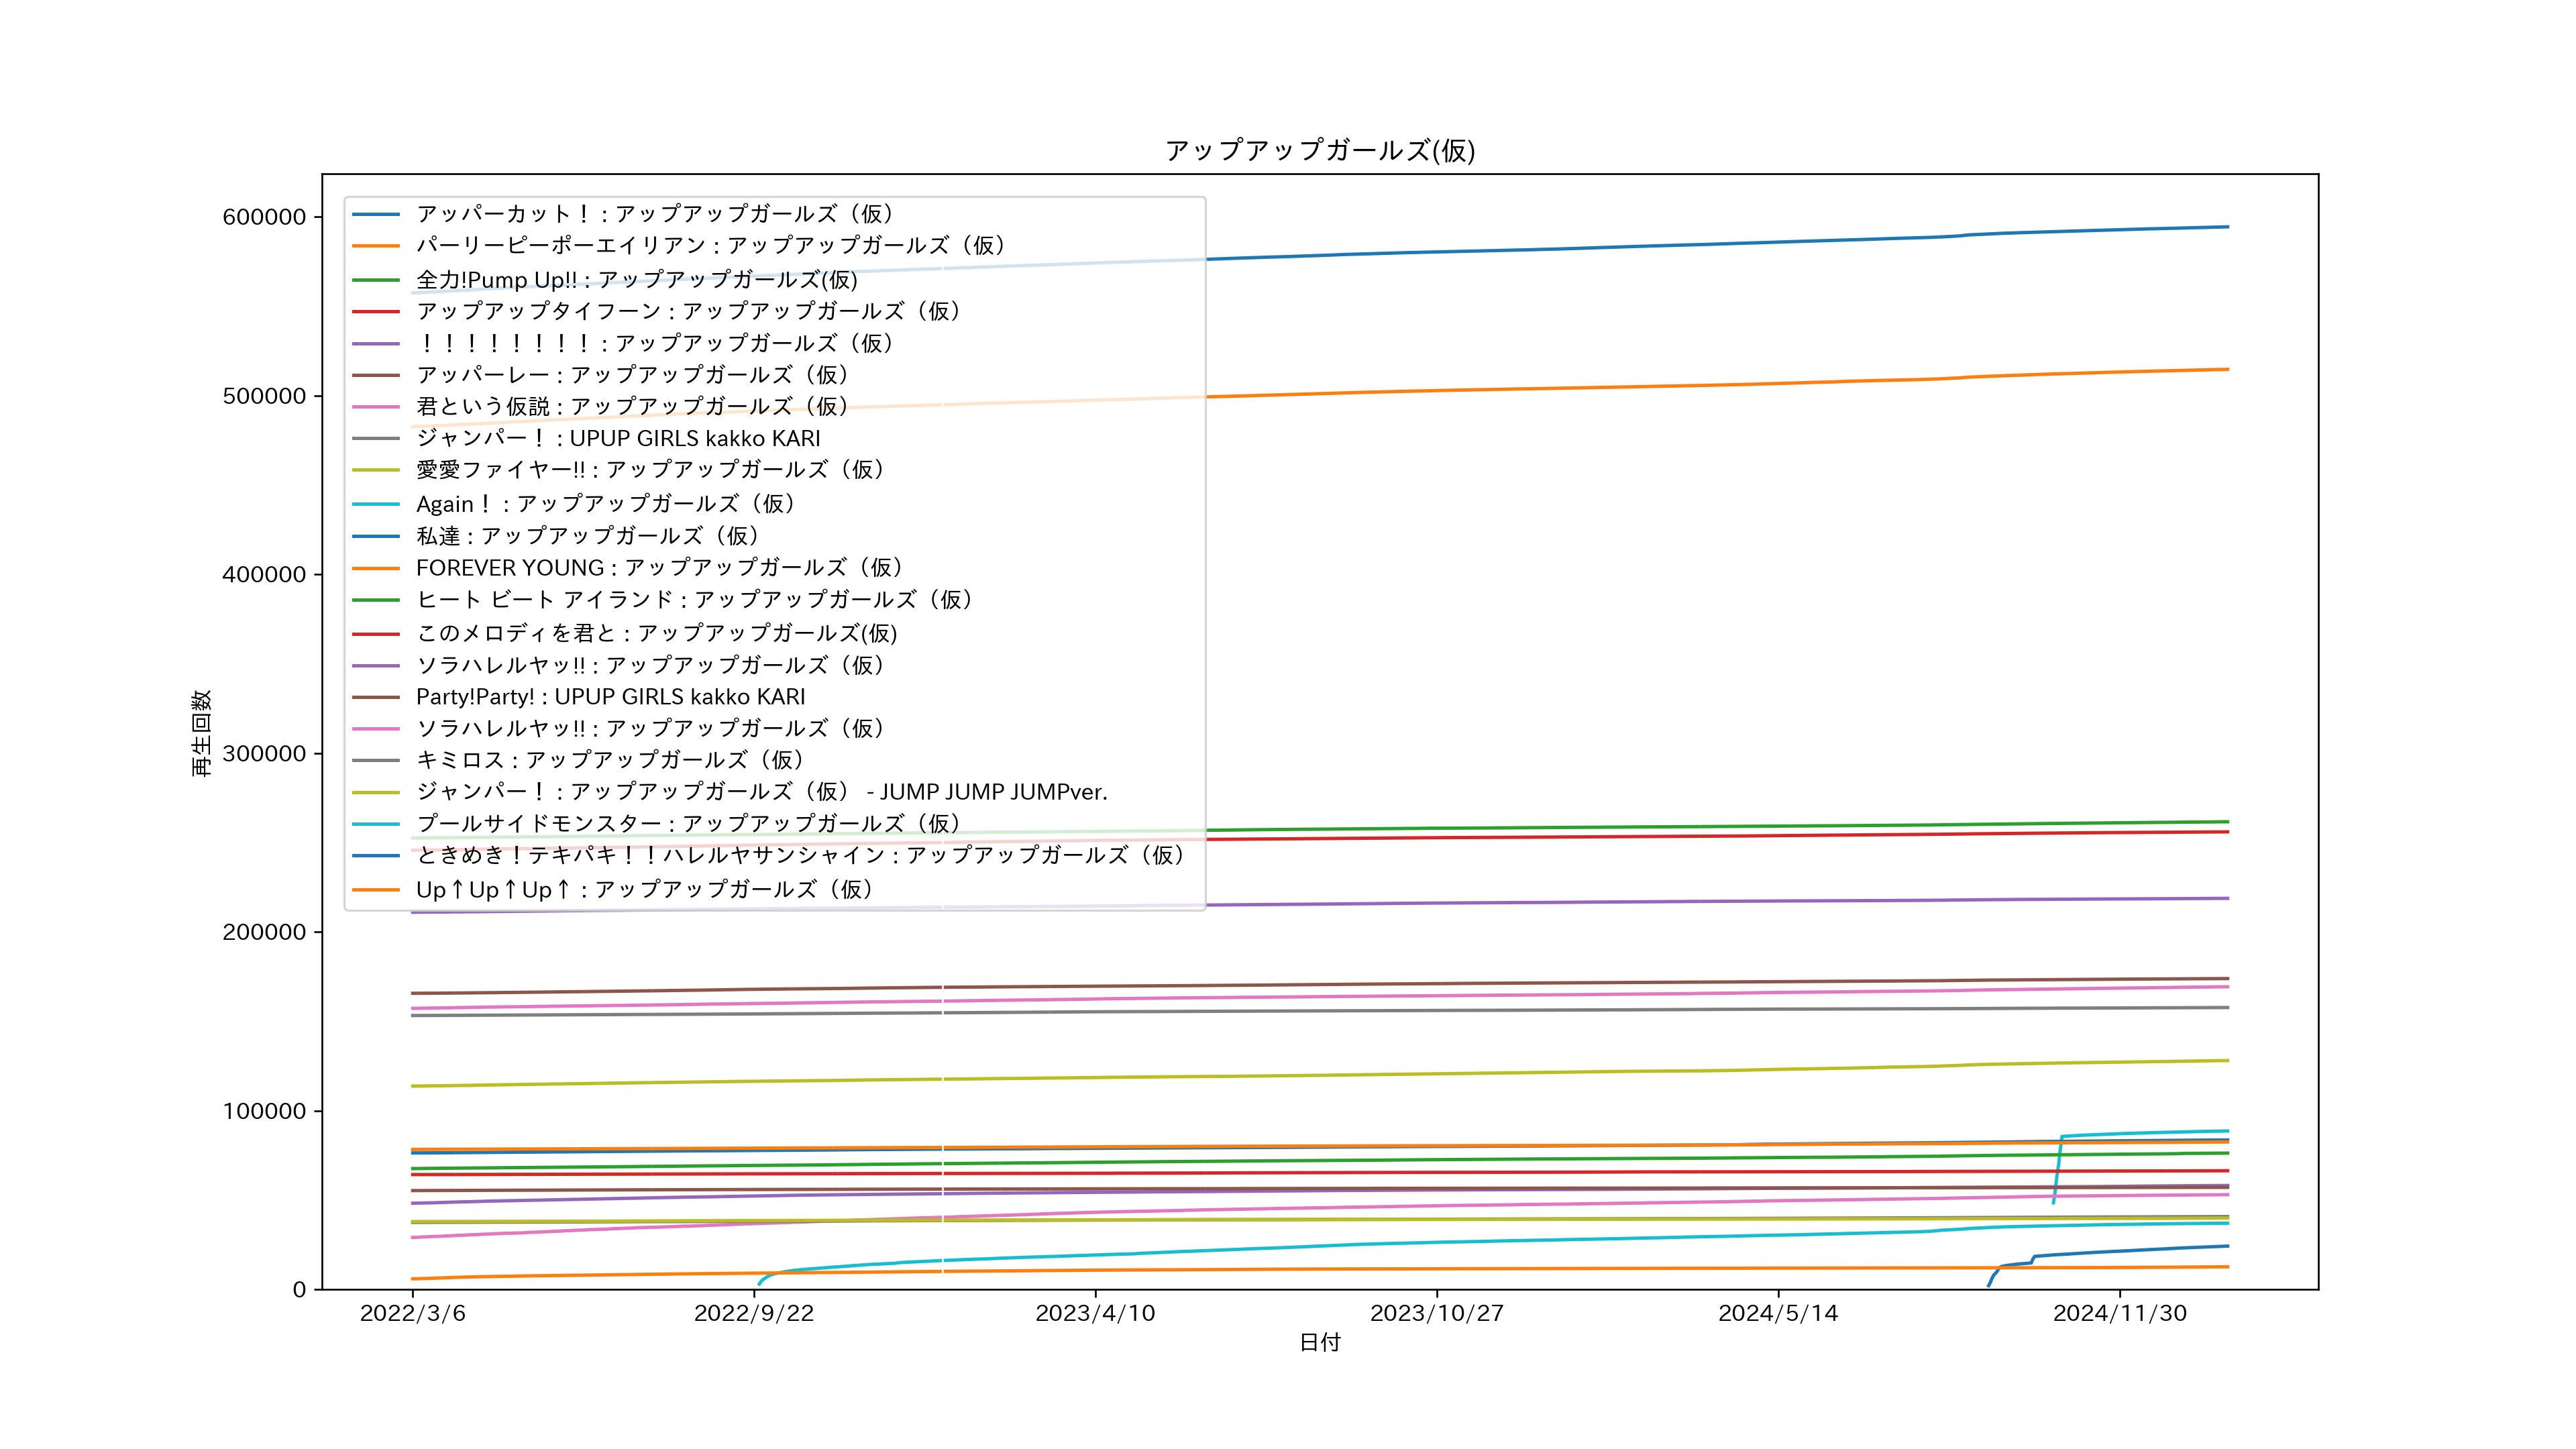 アップアップガールズ(仮)
600000
500000
400000
300000
200000
100000
0
再生回数
アッパーカット！ : アップアップガールズ（仮）
パーリーピーポーエイリアン : アップアップガールズ（仮）
全力!Pump Up!! : アップアップガールズ(仮)
アップアップタイフーン : アップアップガールズ（仮）
！！！！！！！！ : アップアップガールズ（仮）
アッパーレー : アップアップガールズ（仮）
君という仮説 : アップアップガールズ（仮）
ジャンパー！ : UPUP GIRLS kakko KARI
愛愛ファイヤー!! : アップアップガールズ（仮）
Again！ : アップアップガールズ（仮）
私達 : アップアップガールズ（仮）
FOREVER YOUNG : アップアップガールズ（仮）
ヒート ビート アイランド : アップアップガールズ（仮）
このメロディを君と : アップアップガールズ(仮)
ソラハレルヤッ!! : アップアップガールズ（仮）
Party!Party! : UPUP GIRLS kakko KARI
ソラハレルヤッ!! : アップアップガールズ（仮）
キミロス : アップアップガールズ（仮）
ジャンパー！ : アップアップガールズ（仮） - JUMP JUMP JUMPver.
プールサイドモンスター : アップアップガールズ（仮）
ときめき！テキパキ！！ハレルヤサンシャイン : アップアップガールズ（仮）
Up↑Up↑Up↑ : アップアップガールズ（仮）
2022/3/6 2022/9/22 2023/4/10 2023/10/27 2024/5/14 2024/11/30
日付